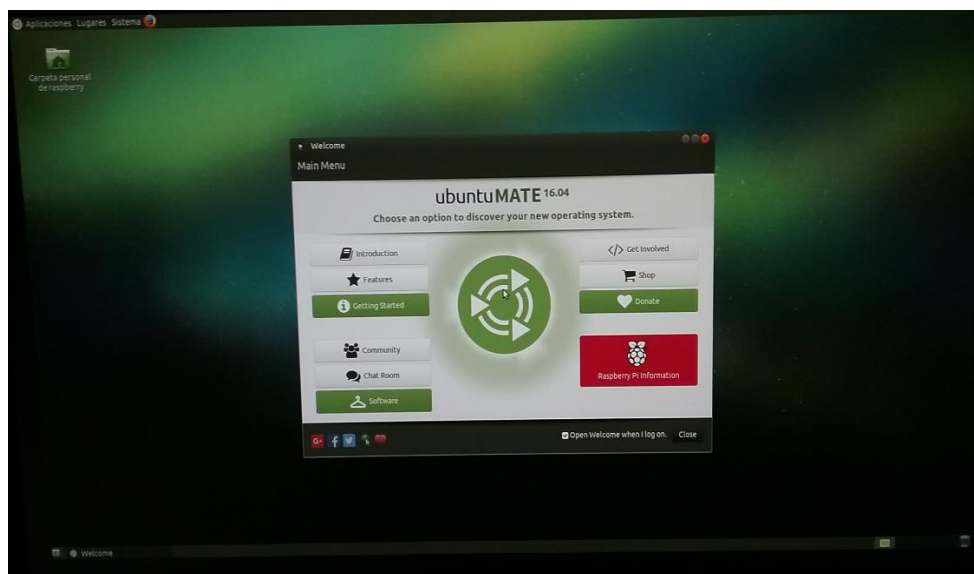 Aplicaciones Lugares Sistema
Carpeta personal
de raspberry
Welcome
Main Menu
ubuntu MATE 16.04
Choose an option to discover your new operating system.
Introduction
Features
Getting Started
Community
Chat Room
Software
</> Get Involved
Shop
Donate
Raspberry Pi Information
G+ f
Open Welcome when I log on. Close
Welcome